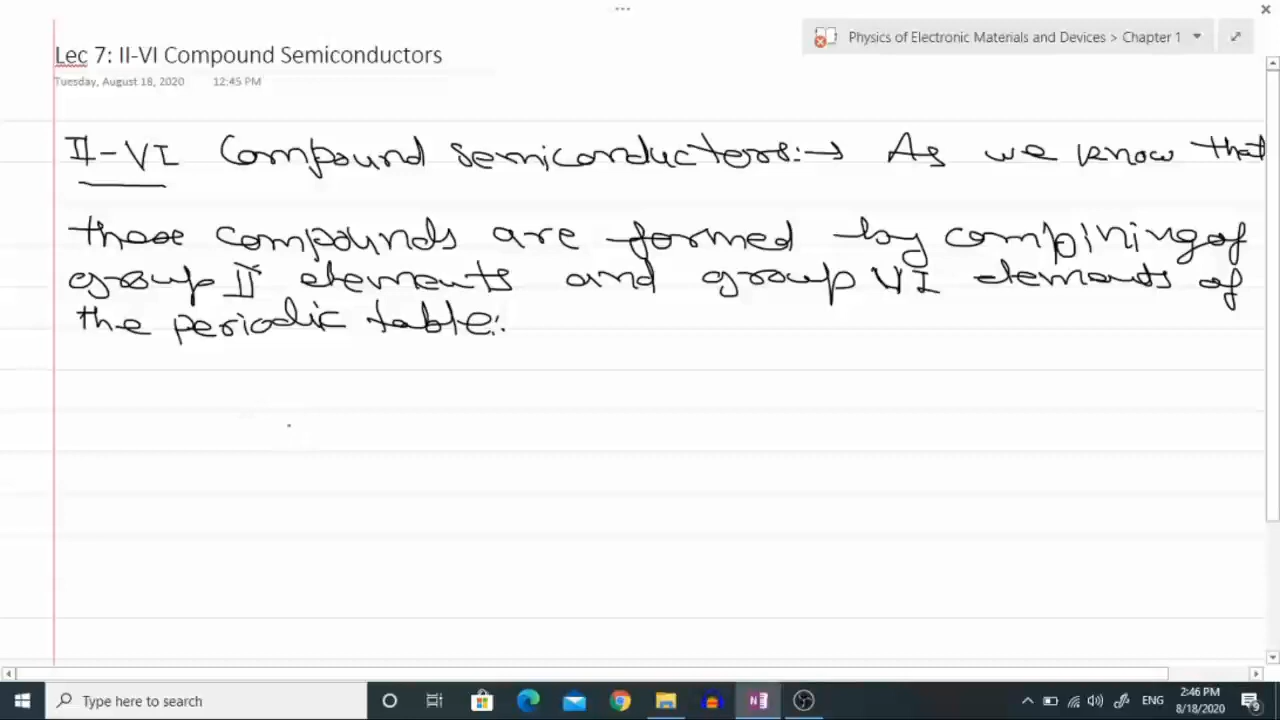 Lec 7: II-VI Compound Semiconductors
Physics of Electronic Materials and Devices > Chapter 1
Tuesday, August 18, 2020 12:45 PM
II-VI Compound semiconductors:→ As we know that
these compounds are formed by combining of
group II elements and group VI elements of
the periodic table:
Type here to search
ENG
2:46 PM
8/18/2020
9